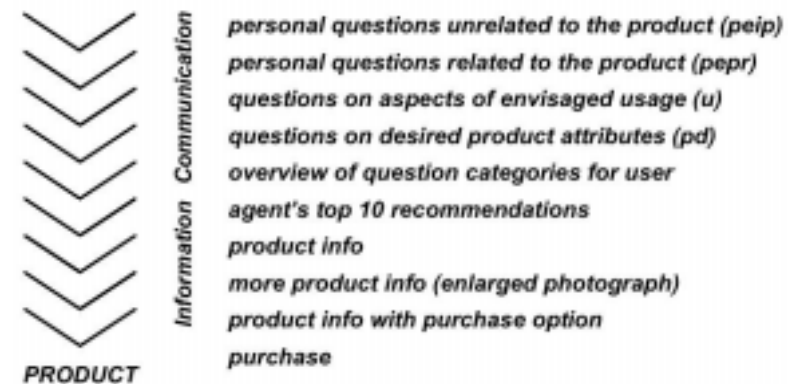 personal questions unrelated to the product (peip)
personal questions related to the product (pepr)
questions on aspects of envisaged usage (u)
questions on desired product attributes (pd)
overview of question categories for user
agent's top 10 recommendations
product info
more product info (enlarged photograph)
product info with purchase option
purchase
Communication
Information
PRODUCT